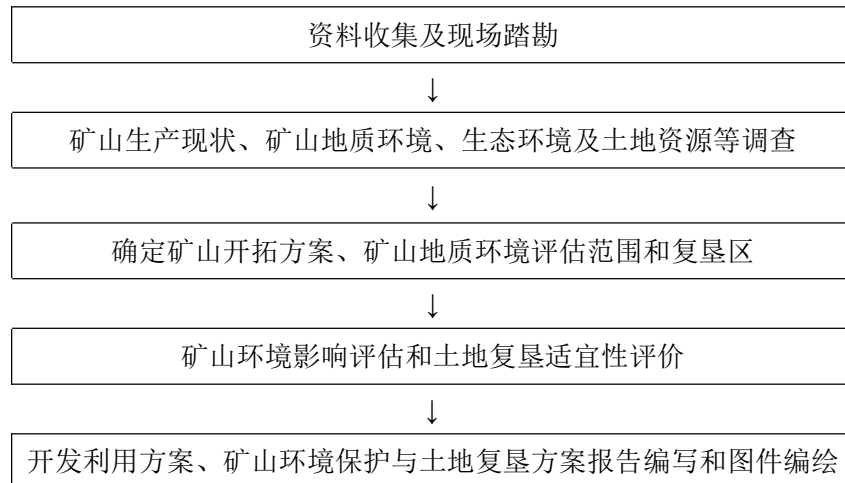 资料收集及现场踏勘
↓
矿山生产现状、矿山地质环境、生态环境及土地资源等调查
↓
确定矿山开拓方案、矿山地质环境评估范围和复垦区
↓
矿山环境影响评估和土地复垦适宜性评价
↓
开发利用方案、矿山环境保护与土地复垦方案报告编写和图件编绘